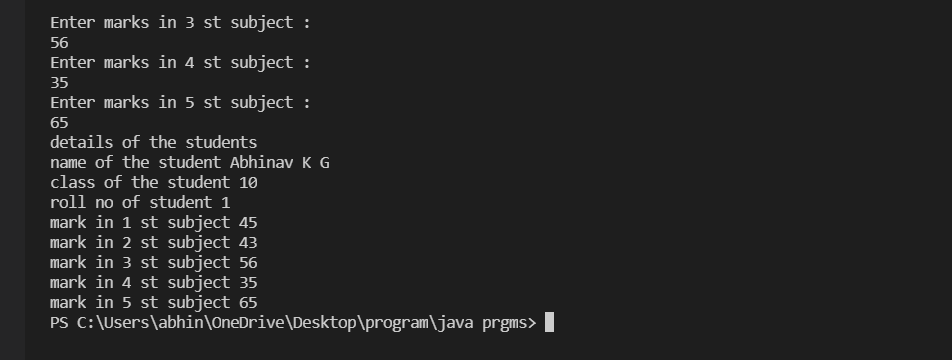 Enter marks in 3 st subject :
56
Enter marks in 4 st subject :
35
Enter marks in 5 st subject :
65
details of the students
name of the student Abhinav K G
class of the student 10
roll no of student 1
mark in 1 st subject 45
mark in 2 st subject 43
mark in 3 st subject 56
mark in 4 st subject 35
mark in 5 st subject 65
PS C:\Users\abhin\OneDrive\Desktop\program\java prgms>